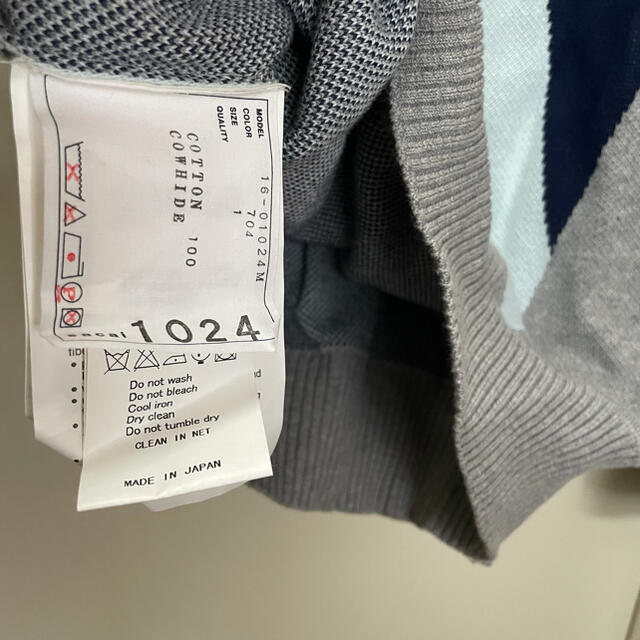 MODEL 16-01024M
COLOR 704
SIZE 1
QUALITY
COTTON 100
COWHIDE
1024
Do not wash
Do not bleach
Cool iron
Dry clean
Do not tumble dry
CLEAN IN NET
MADE IN JAPAN